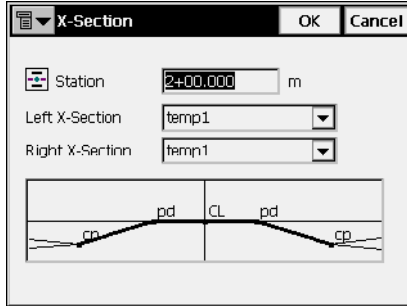 X-Section OK Cancel
Station 2+00.000 m
Left X-Section temp1
Right X-Section temp1
pd CL pd
cp cp